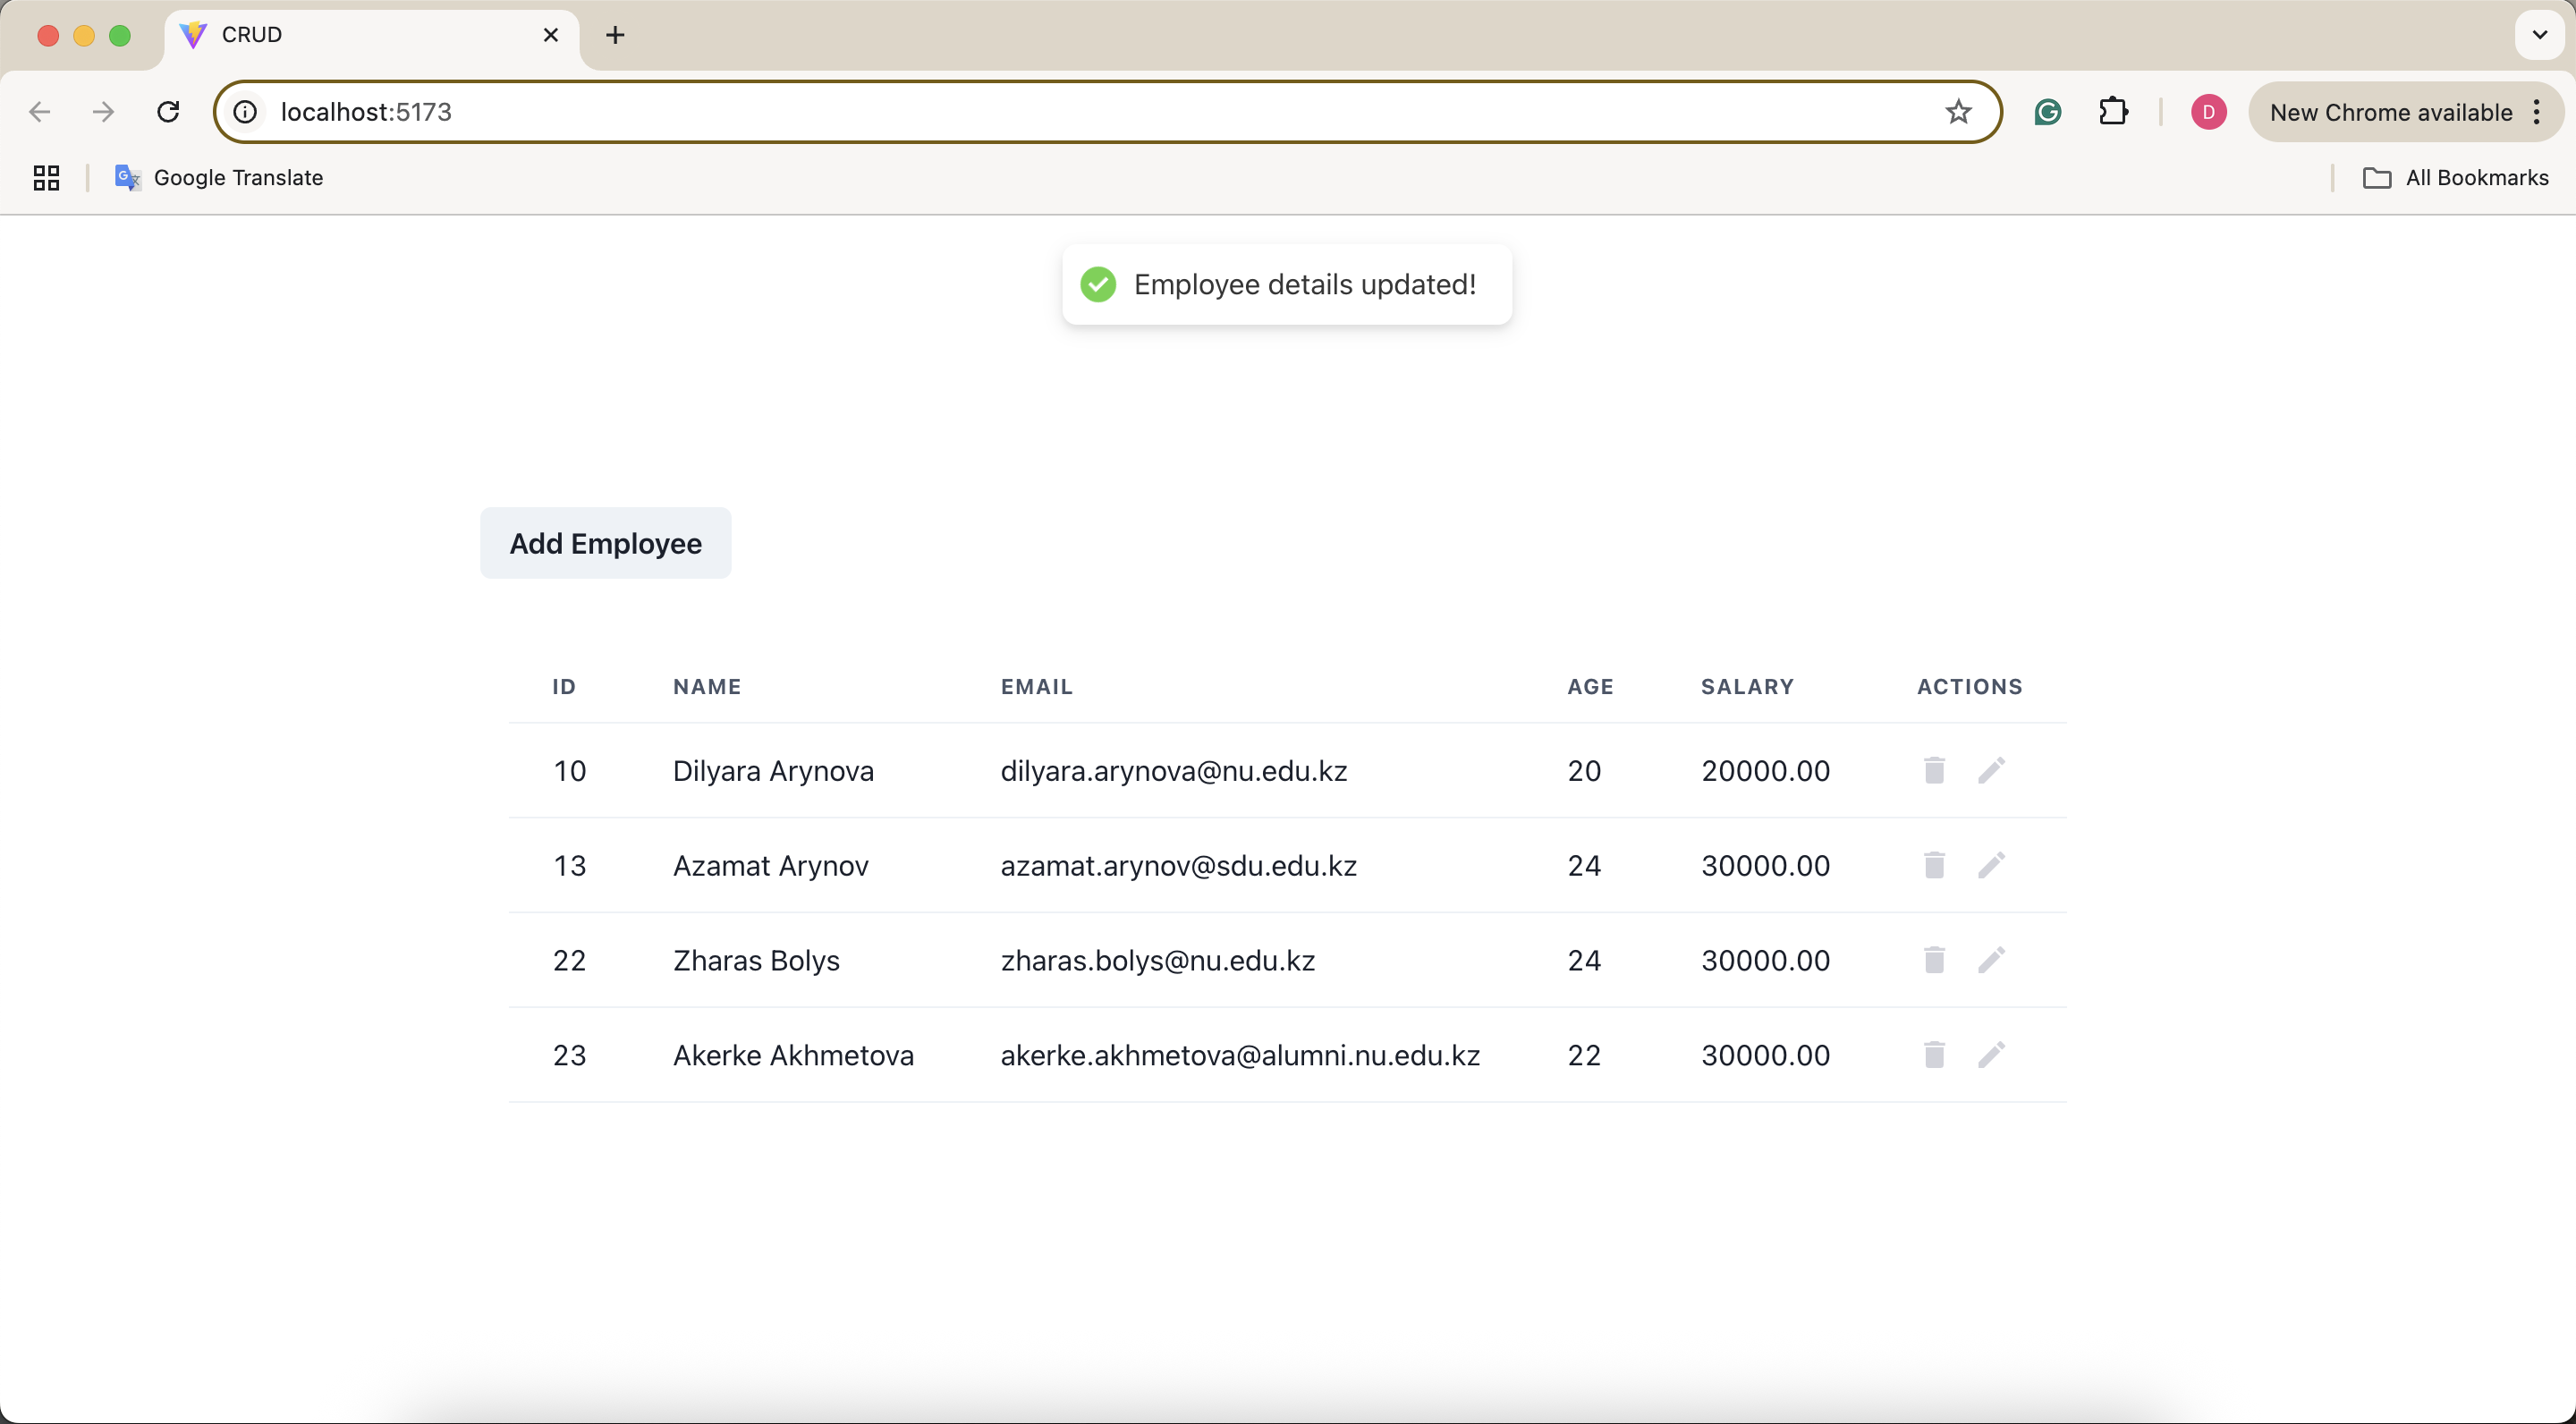 CRUD
localhost:5173
D
New Chrome available
Google Translate
All Bookmarks
Employee details updated!
Add Employee
ID NAME EMAIL AGE SALARY ACTIONS
10 Dilyara Arynova dilyara.arynova@nu.edu.kz 20 20000.00
13 Azamat Arynov azamat.arynov@sdu.edu.kz 24 30000.00
22 Zharas Bolys zharas.bolys@nu.edu.kz 24 30000.00
23 Akerke Akhmetova akerke.akhmetova@alumni.nu.edu.kz 22 30000.00